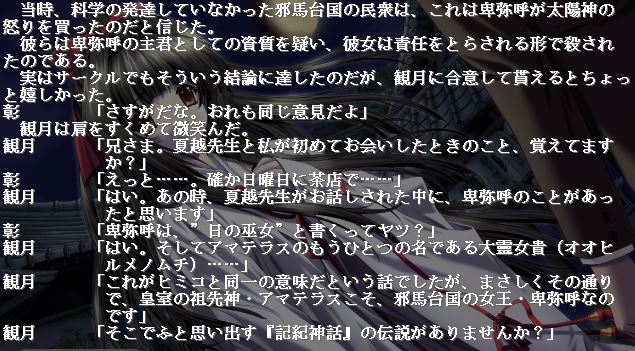 当時、科学の発達していなかった邪馬台国の民衆は、これは卑弥呼が太陽神の
怒りを買ったのだと信じた。
彼らは卑弥呼の主君としての資質を疑い、彼女は責任をとらされる形で殺され
たのである。
実はサークルでもそういう結論に達したのだが、観月に合意して貰えるとちょっ
と嬉しかった。
彰「さすがだな。おれも同じ意見だよ」
観月は肩をすくめて微笑んだ。
観月「兄さま。夏越先生と私が初めてお会いしたときのこと、覚えてます
か？」
彰「えっと……。確か日曜日に茶店で……」
観月「はい。あの時、夏越先生がお話しされた中に、卑弥呼のことがあっ
たと思います」
彰「卑弥呼は、”日の巫女”と書くってヤツ？」
観月「はい。そしてアマテラスのもうひとつの名である大霊女貴（オオヒ
ルメノムチ）……」
観月「これがヒミコと同一の意味だという話でしたが、まさしくその通り
で、皇室の祖先神・アマテラスこそ、邪馬台国の女王・卑弥呼なの
です」
観月「そこでふと思い出す『記紀神話』の伝説がありませんか？」